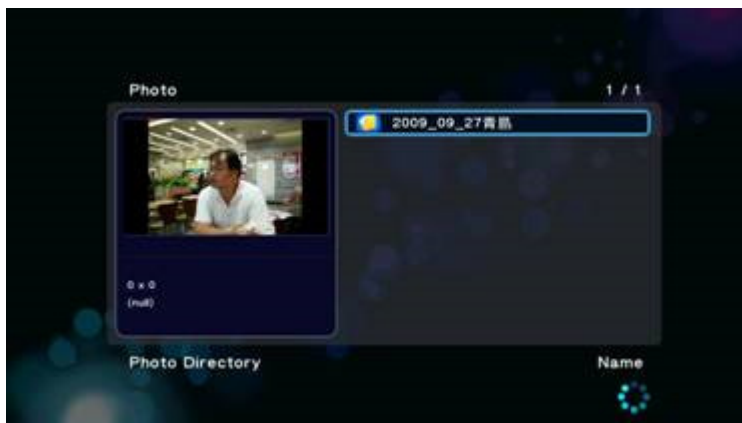 Photo
1 / 1
2009_09_27青島
0 x 0
(null)
Photo Directory
Name